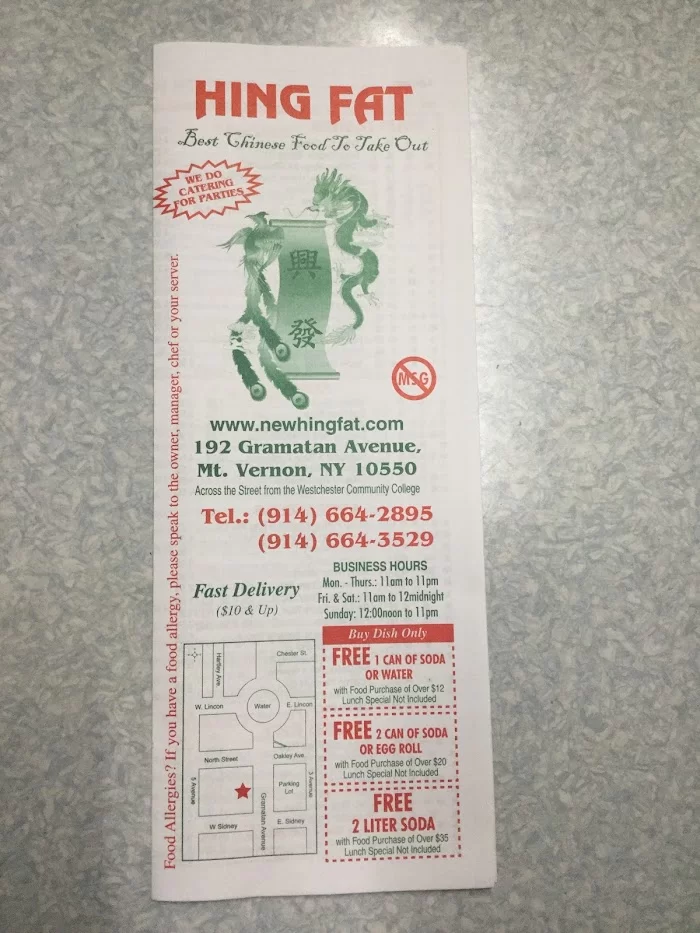 HING FAT
Best Chinese Food To Take Out
WE DO
CATERING
FOR PARTIES
興
發
MSG
Food Allergies? If you have a food allergy, please speak to the owner, manager, chef or your server.
www.newhingfat.com
192 Gramatan Avenue,
Mt. Vernon, NY 10550
Across the Street from the Westchester Community College
Tel.: (914) 664-2895
(914) 664-3529
Fast Delivery
($10 & Up)
BUSINESS HOURS
Mon. - Thurs.: 11am to 11pm
Fri. & Sat.: 11am to 12midnight
Sunday: 12:00noon to 11pm
Hartley Ave.
Chester St.
W. Lincon
Water
E. Lincon
North Street
Oakley Ave.
5 Avenue
Gramatan Avenue
Parking
Lot
3 Avenue
W Sidney
E. Sidney
Buy Dish Only
FREE 1 CAN OF SODA
OR WATER
with Food Purchase of Over $12
Lunch Special Not Included
FREE 2 CAN OF SODA
OR EGG ROLL
with Food Purchase of Over $20
Lunch Special Not Included
FREE
2 LITER SODA
with Food Purchase of Over $35
Lunch Special Not Included